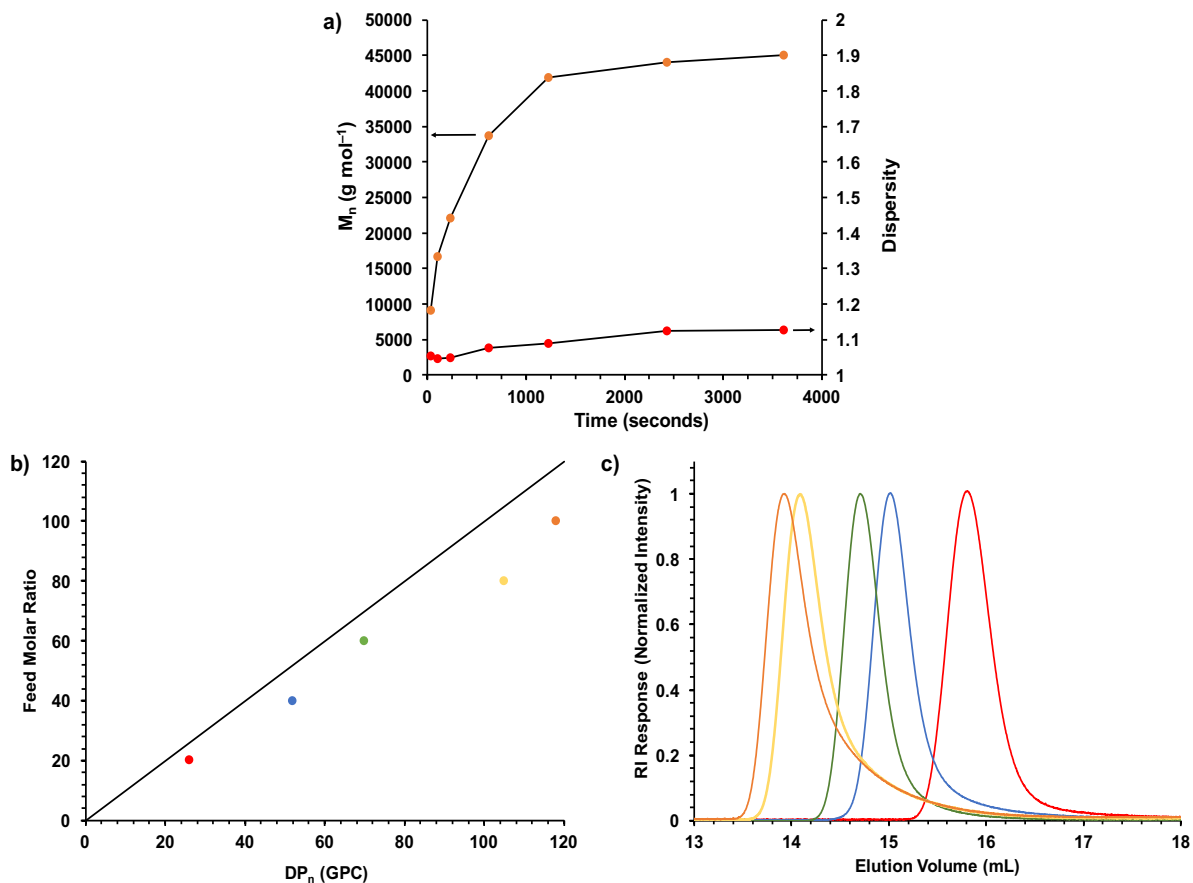 a)
50000
45000
40000
35000
30000
25000
20000
15000
10000
5000
0
Mn (g mol–1)
2
1.9
1.8
1.7
1.6
1.5
1.4
1.3
1.2
1.1
1
Dispersity
0 1000 2000 3000 4000
Time (seconds)
b)
120
100
80
60
40
20
0
Feed Molar Ratio
0 20 40 60 80 100 120
DPn (GPC)
c)
1
0.8
0.6
0.4
0.2
0
RI Response (Normalized Intensity)
13 14 15 16 17 18
Elution Volume (mL)